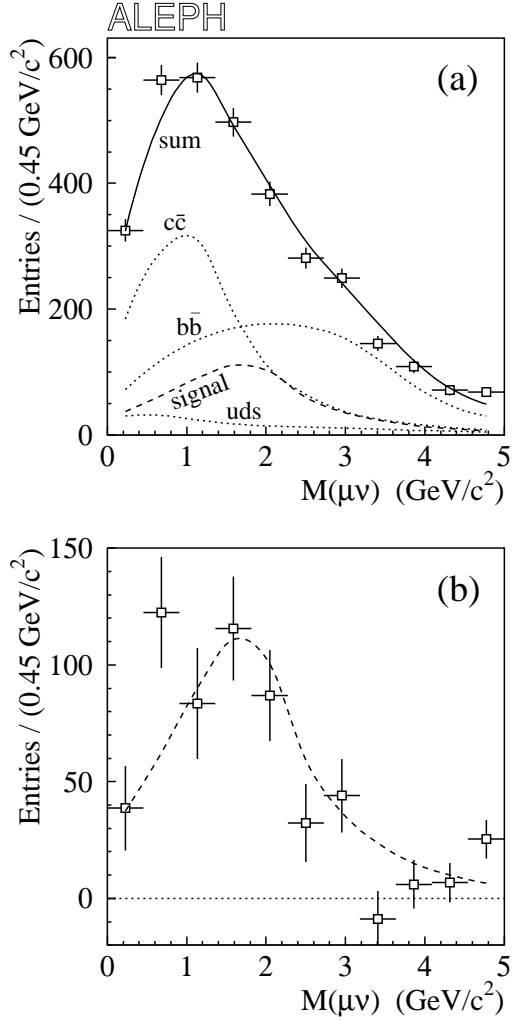 ALEPH
Entries / (0.45 GeV/c²)
600
400
200
0
(a)
sum
cc̄
bb̄
signal
uds
0 1 2 3 4 5
M(μν) (GeV/c²)
Entries / (0.45 GeV/c²)
150
100
50
0
(b)
0 1 2 3 4 5
M(μν) (GeV/c²)